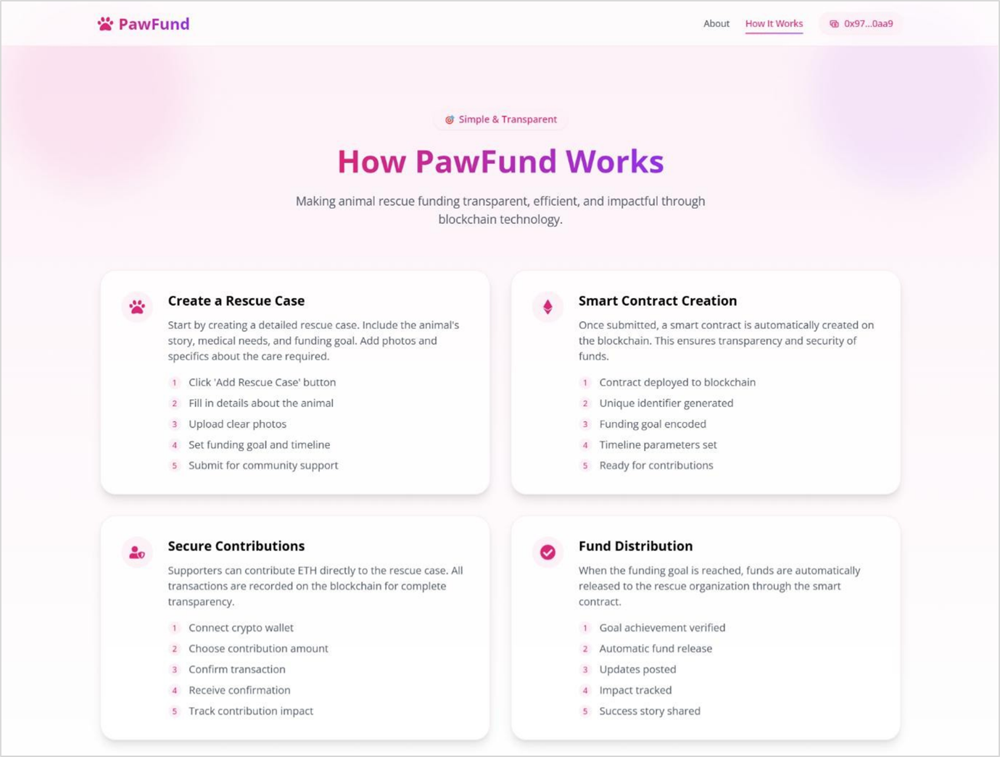 PawFund
About
How It Works
0x97...0aa9
Simple & Transparent
How PawFund Works
Making animal rescue funding transparent, efficient, and impactful through
blockchain technology.
Create a Rescue Case
Start by creating a detailed rescue case. Include the animal's
story, medical needs, and funding goal. Add photos and
specifics about the care required.
1 Click 'Add Rescue Case' button
2 Fill in details about the animal
3 Upload clear photos
4 Set funding goal and timeline
5 Submit for community support
Smart Contract Creation
Once submitted, a smart contract is automatically created on
the blockchain. This ensures transparency and security of
funds.
1 Contract deployed to blockchain
2 Unique identifier generated
3 Funding goal encoded
4 Timeline parameters set
5 Ready for contributions
Secure Contributions
Supporters can contribute ETH directly to the rescue case. All
transactions are recorded on the blockchain for complete
transparency.
1 Connect crypto wallet
2 Choose contribution amount
3 Confirm transaction
4 Receive confirmation
5 Track contribution impact
Fund Distribution
When the funding goal is reached, funds are automatically
released to the rescue organization through the smart
contract.
1 Goal achievement verified
2 Automatic fund release
3 Updates posted
4 Impact tracked
5 Success story shared